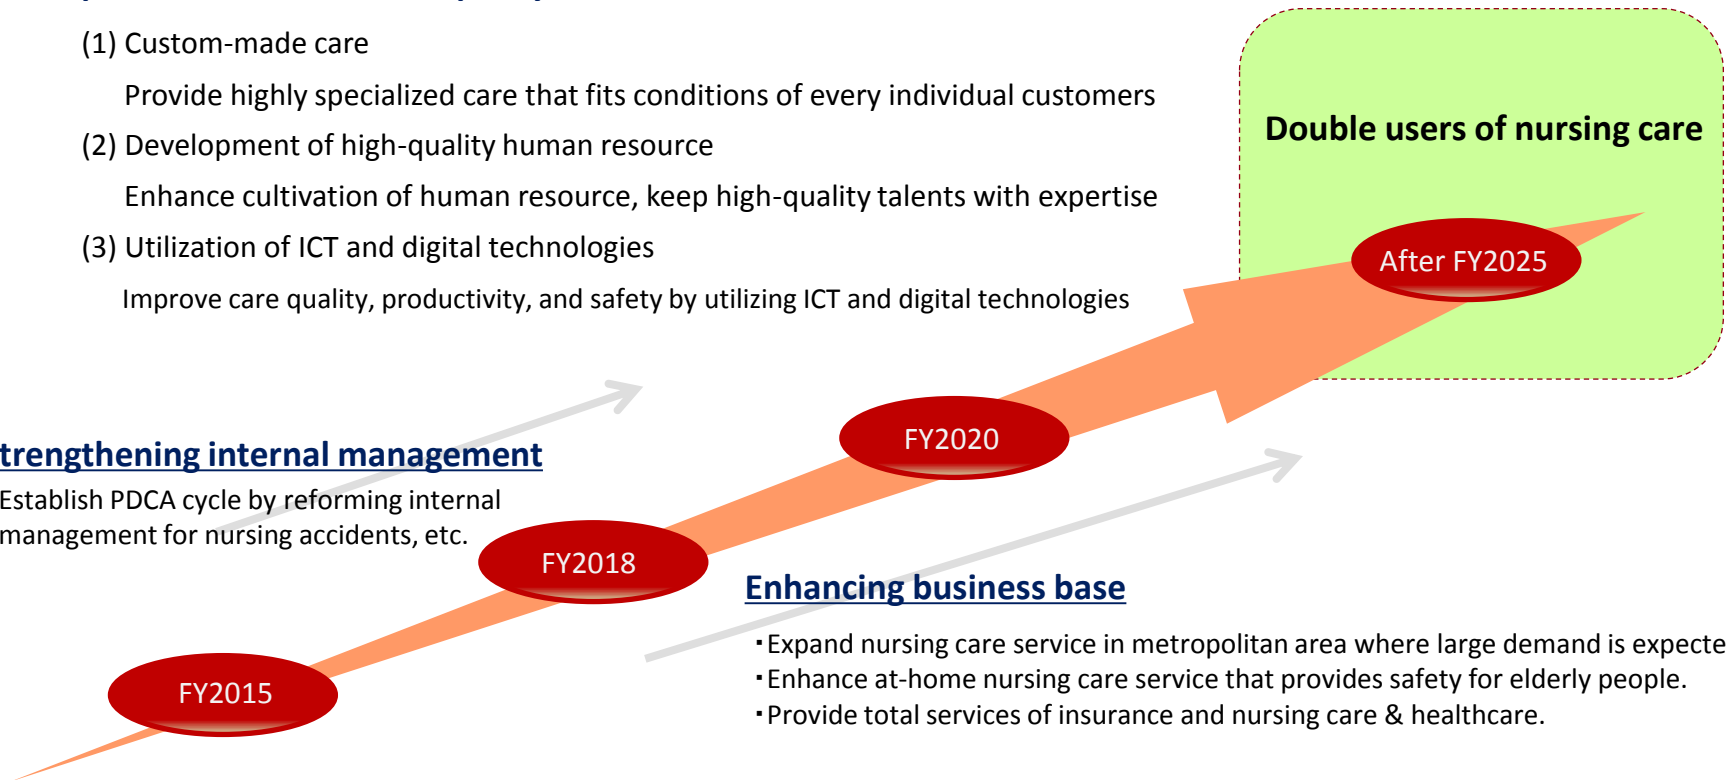 (1) Custom-made care
Provide highly specialized care that fits conditions of every individual customers
(2) Development of high-quality human resource
Enhance cultivation of human resource, keep high-quality talents with expertise
(3) Utilization of ICT and digital technologies
Improve care quality, productivity, and safety by utilizing ICT and digital technologies
Double users of nursing care
After FY2025
FY2020
trengthening internal management
Establish PDCA cycle by reforming internal
management for nursing accidents, etc.
FY2018
Enhancing business base
・Expand nursing care service in metropolitan area where large demand is expecte
・Enhance at-home nursing care service that provides safety for elderly people.
・Provide total services of insurance and nursing care & healthcare.
FY2015